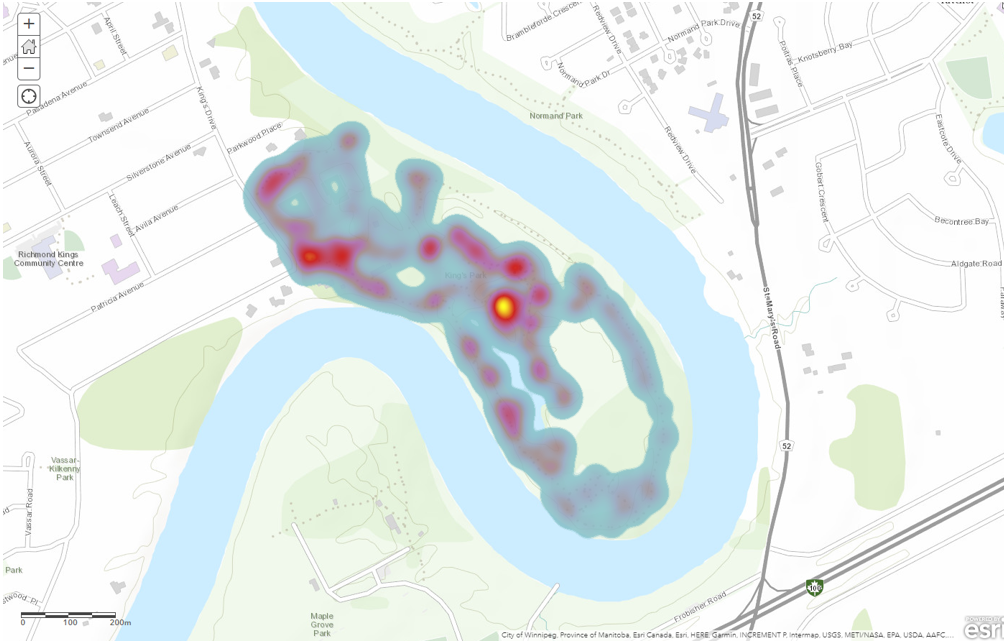 +
−
April Street
Pasadena Avenue
Townsend Avenue
King's Drive
Parkwood Place
Silverstone Avenue
Aurora Street
Leach Street
Avila Avenue
Richmond Kings
Community Centre
Patricia Avenue
Brambleforde Crescent
Redview Drive
Normand Park Drive
Normand Park Dr
52
Poitras Place
Knotsberry Bay
Normand Park
Redview Drive
Eastcote Drive
Gobert Crescent
Becontree Bay
Aldgate Road
St. Mary's Road
King's Park
Vassar-
Kilkenny
Park
Vassar Road
52
Park
Maple
Grove
Park
Frobisher Road
100
0 100 200m
City of Winnipeg, Province of Manitoba, Esri Canada, Esri, HERE, Garmin, INCREMENT P, Intermap, USGS, METI/NASA, EPA, USDA, AAFC,...
esri